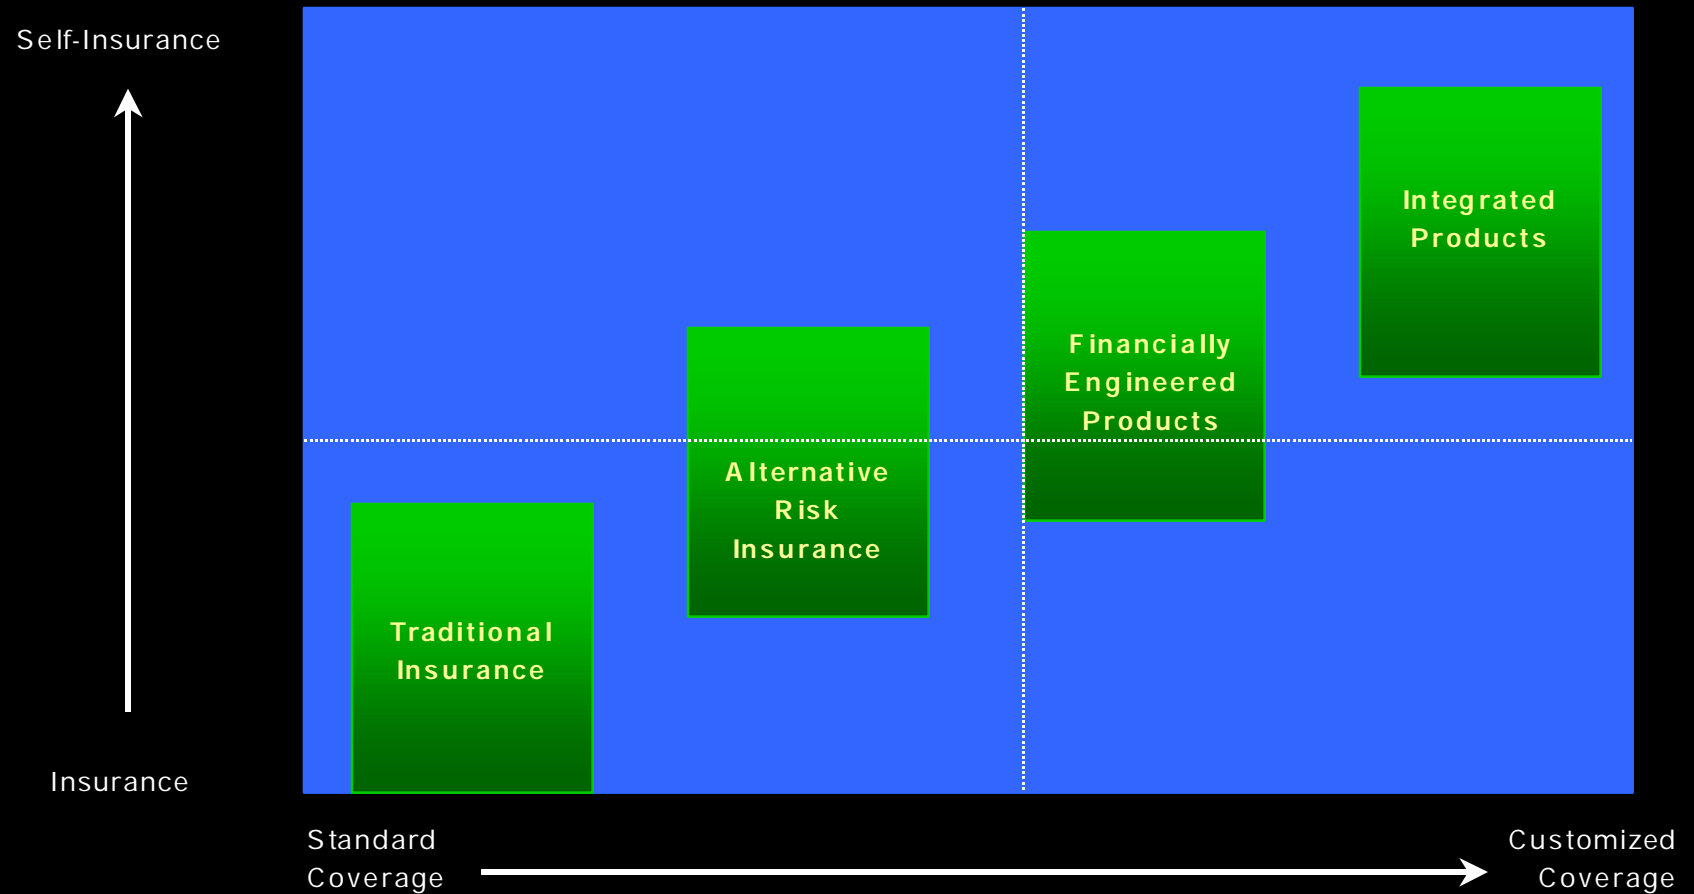 Self-Insurance
Integrated
Products
Financially
Engineered
Products
Alternative
Risk
Insurance
Traditional
Insurance
Insurance
Standard
Coverage
Customized
Coverage